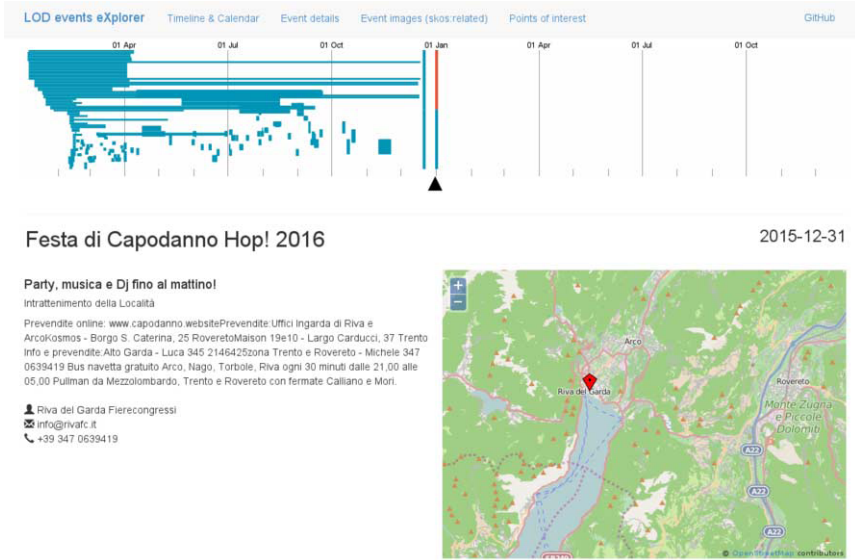 LOD events eXplorer Timeline & Calendar Event details Event images (skos:related) Points of interest GitHub
01 Apr 01 Jul 01 Oct 01 Jan 01 Apr 01 Jul 01 Oct
Festa di Capodanno Hop! 2016 2015-12-31
Party, musica e Dj fino al mattino!
Intrattenimento della Località
Prevendite online: www.capodanno.websitePrevendite:Uffici Ingarda di Riva e
ArcoKosmos - Borgo S. Caterina, 25 RoveretoMaison 19e10 - Largo Carducci, 37 Trento
Info e prevendite:Alto Garda - Luca 345 2146425zona Trento e Rovereto - Michele 347
0639419 Bus navetta gratuito Arco, Nago, Torbole, Riva ogni 30 minuti dalle 21,00 alle
05,00 Pullman da Mezzolombardo, Trento e Rovereto con fermate Calliano e Mori.
Riva del Garda Fierecongressi
info@rivafc.it
+39 347 0639419
+
−
Arco
Riva del Garda
Rovereto
Monte Zugna
e Piccole
Dolomiti
A22
A22
A22
© OpenStreetMap contributors